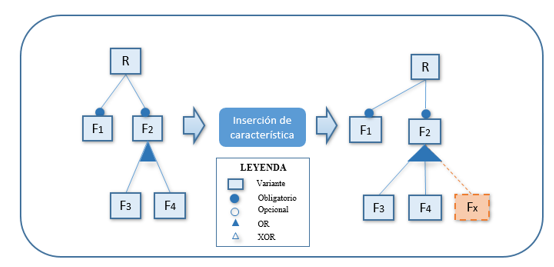 R
F1
F2
F3
F4
Inserción de
característica
LEYENDA
Variante
Obligatorio
Opcional
OR
XOR
R
F1
F2
F3
F4
Fx